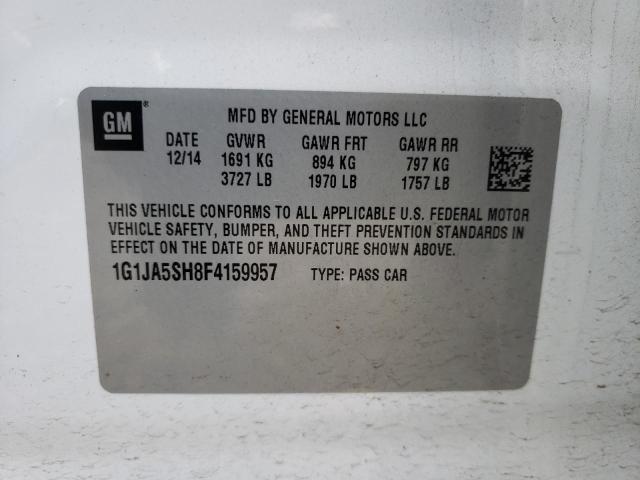 GM ®
MFD BY GENERAL MOTORS LLC
DATE GVWR GAWR FRT GAWR RR
12/14 1691 KG 894 KG 797 KG
3727 LB 1970 LB 1757 LB
THIS VEHICLE CONFORMS TO ALL APPLICABLE U.S. FEDERAL MOTOR
VEHICLE SAFETY, BUMPER, AND THEFT PREVENTION STANDARDS IN
EFFECT ON THE DATE OF MANUFACTURE SHOWN ABOVE.
1G1JA5SH8F4159957 TYPE: PASS CAR